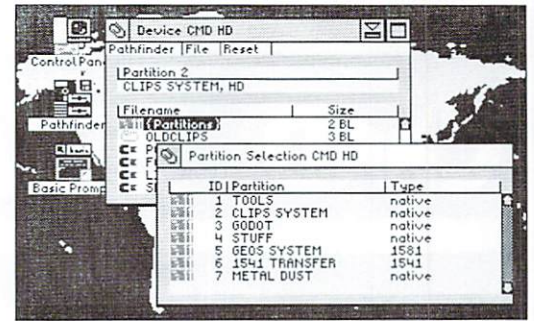 Device CMD HD
Pathfinder |File |Reset |
Control Pan
Partition 2
CLIPS SYSTEM, HD
Filename | Size
{Partitions} 2 BL
Pathfinder
OLDCLIPS 3 BL
Partition Selection CMD HD
Basic Promp
ID | Partition | Type
1 TOOLS native
2 CLIPS SYSTEM native
3 GODOT native
4 STUFF native
5 GEOS SYSTEM 1581
6 1541 TRANSFER 1541
7 METAL DUST native